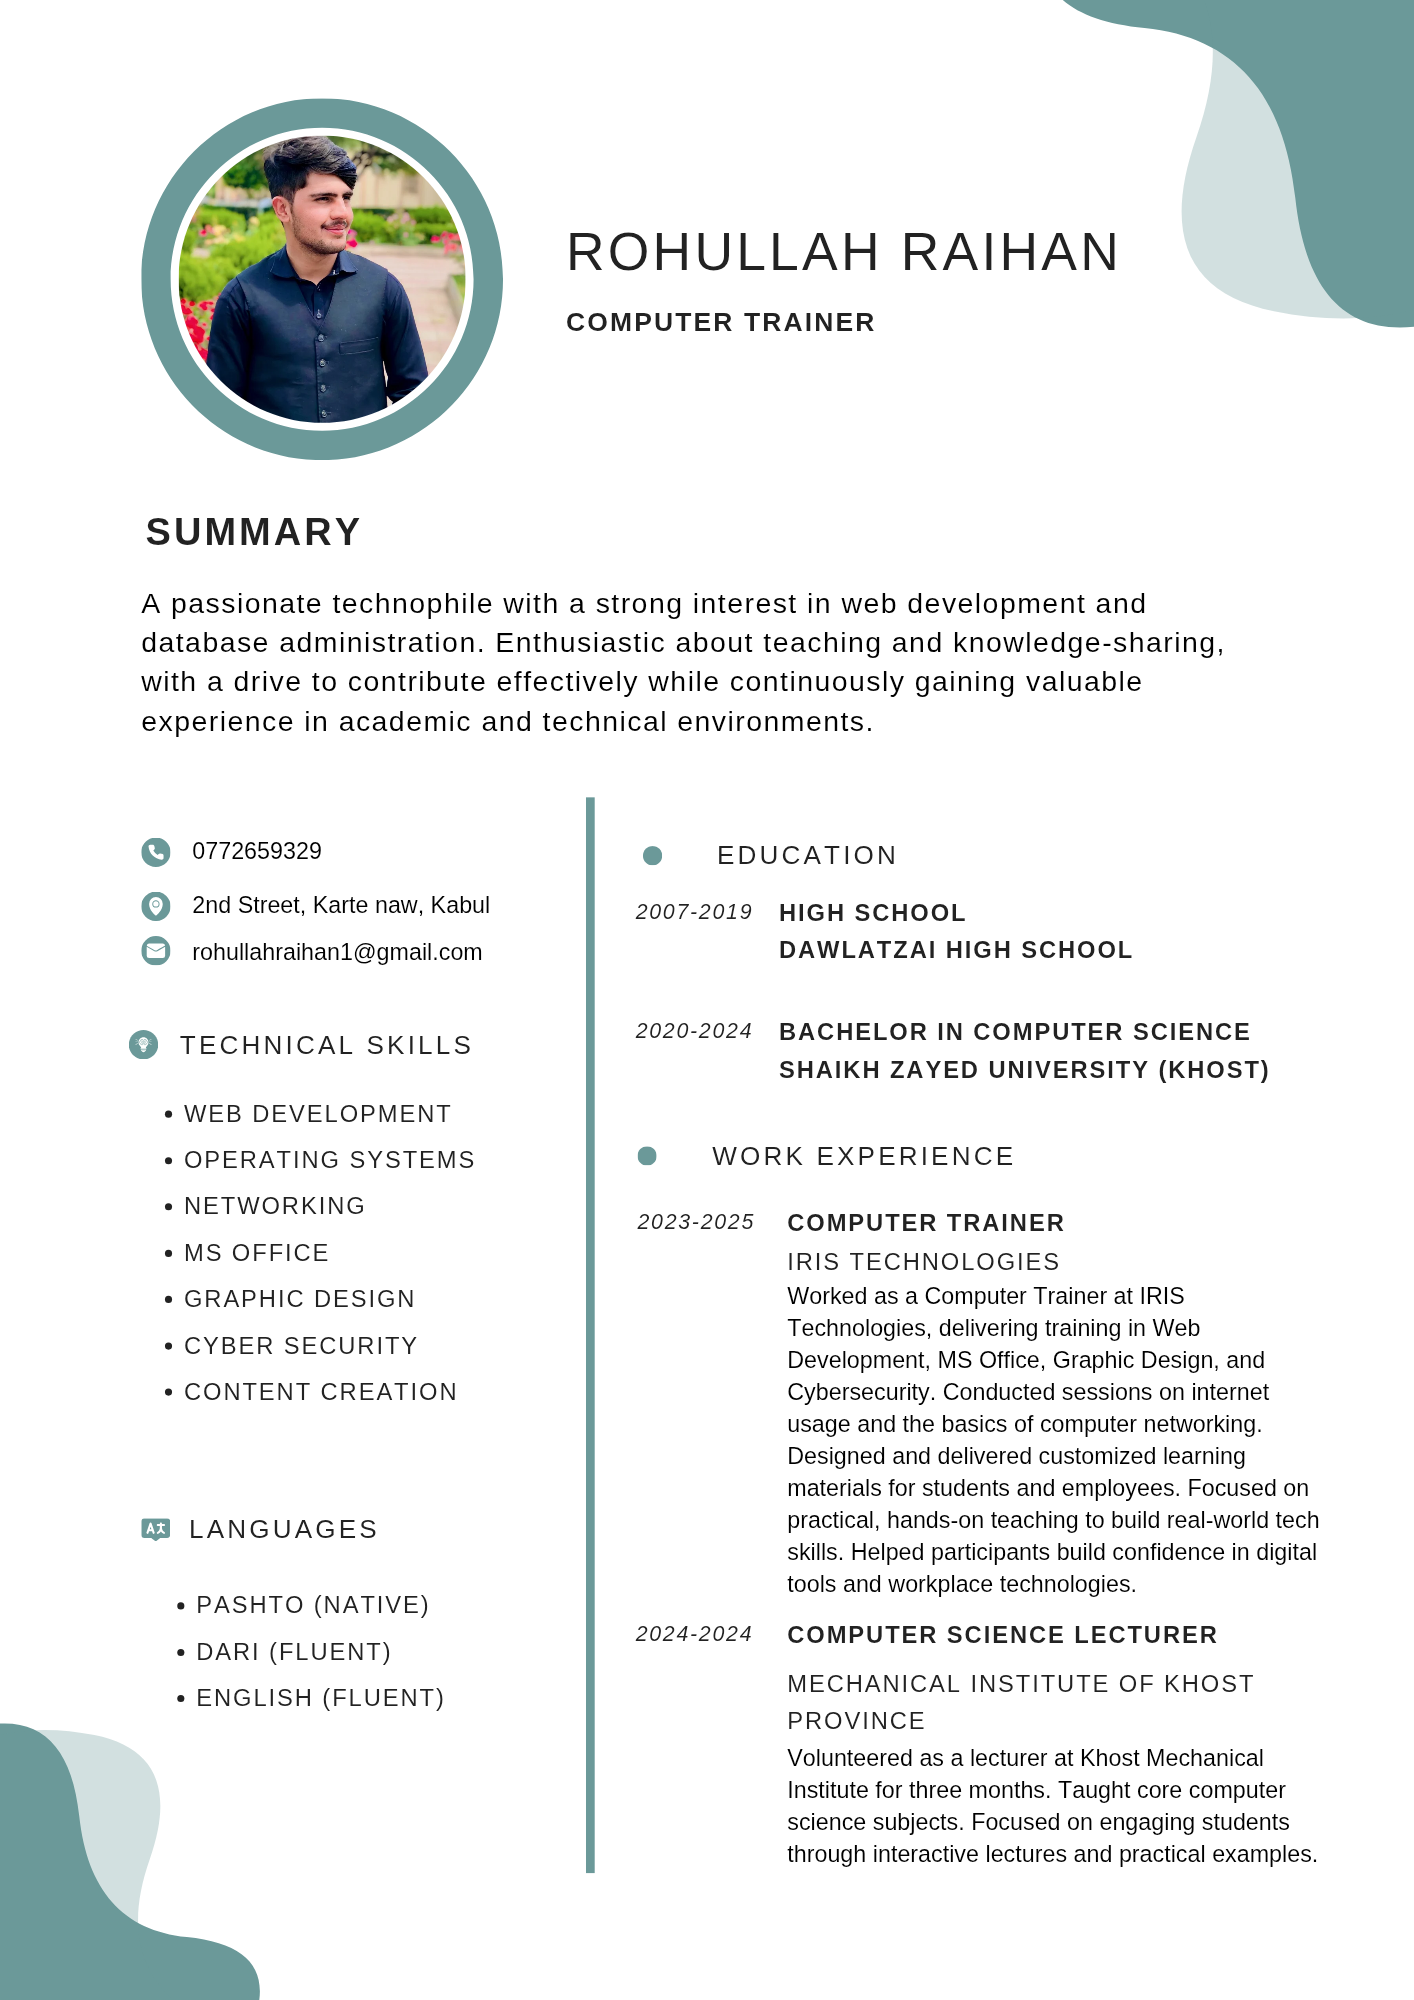 ROHULLAH RAIHAN
COMPUTER TRAINER
SUMMARY
A passionate technophile with a strong interest in web development and
database administration. Enthusiastic about teaching and knowledge-sharing,
with a drive to contribute effectively while continuously gaining valuable
experience in academic and technical environments.
0772659329
2nd Street, Karte naw, Kabul
rohullahraihan1@gmail.com
TECHNICAL SKILLS
• WEB DEVELOPMENT
• OPERATING SYSTEMS
• NETWORKING
• MS OFFICE
• GRAPHIC DESIGN
• CYBER SECURITY
• CONTENT CREATION
LANGUAGES
• PASHTO (NATIVE)
• DARI (FLUENT)
• ENGLISH (FLUENT)
EDUCATION
2007-2019 HIGH SCHOOL
DAWLATZAI HIGH SCHOOL
2020-2024 BACHELOR IN COMPUTER SCIENCE
SHAIKH ZAYED UNIVERSITY (KHOST)
WORK EXPERIENCE
2023-2025 COMPUTER TRAINER
IRIS TECHNOLOGIES
Worked as a Computer Trainer at IRIS
Technologies, delivering training in Web
Development, MS Office, Graphic Design, and
Cybersecurity. Conducted sessions on internet
usage and the basics of computer networking.
Designed and delivered customized learning
materials for students and employees. Focused on
practical, hands-on teaching to build real-world tech
skills. Helped participants build confidence in digital
tools and workplace technologies.
2024-2024 COMPUTER SCIENCE LECTURER
MECHANICAL INSTITUTE OF KHOST
PROVINCE
Volunteered as a lecturer at Khost Mechanical
Institute for three months. Taught core computer
science subjects. Focused on engaging students
through interactive lectures and practical examples.